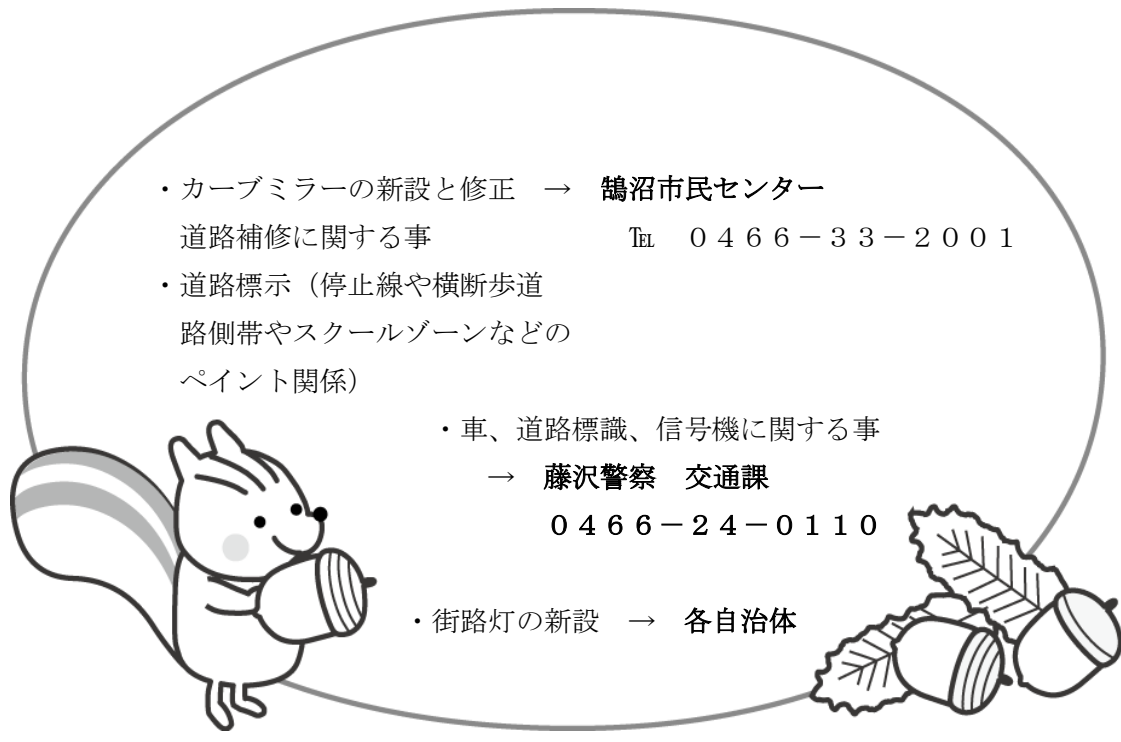 ・カーブミラーの新設と修正　→　鵠沼市民センター
道路補修に関する事　℡　０４６６－３３－２００１
・道路標示（停止線や横断歩道
路側帯やスクールゾーンなどの
ペイント関係）
・車、道路標識、信号機に関する事
→　藤沢警察　交通課
０４６６－２４－０１１０
・街路灯の新設　→　各自治体